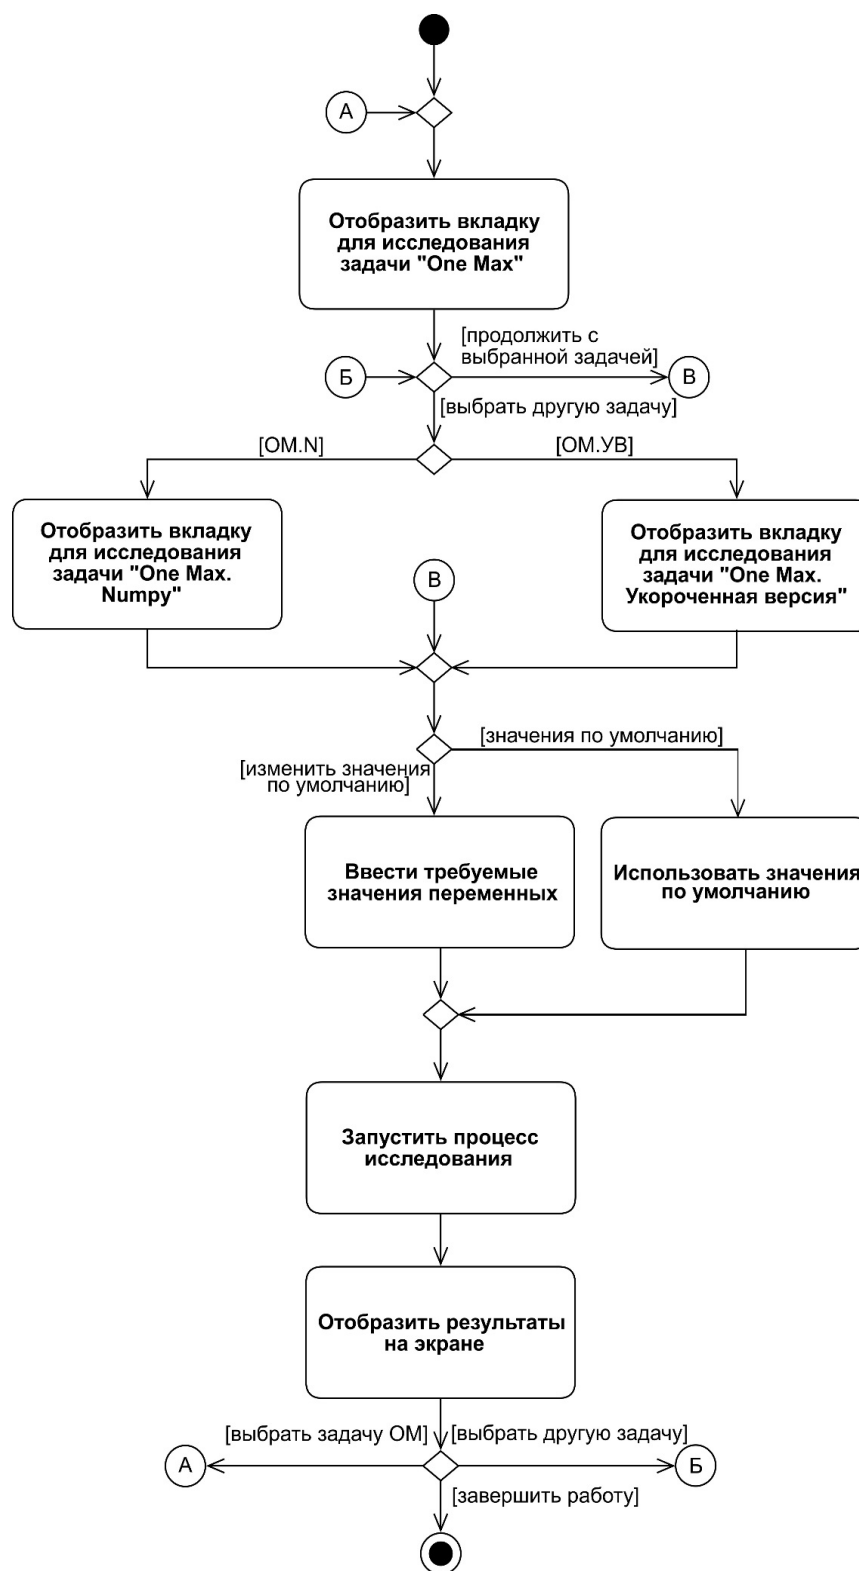 А
Отобразить вкладку
для исследования
задачи "One Max"
[продолжить с
выбранной задачей]
Б
В
[выбрать другую задачу]
[ОМ.N]
[ОМ.УВ]
Отобразить вкладку
для исследования
задачи "One Max.
Numpy"
Отобразить вкладку
для исследования
задачи "One Max.
Укороченная версия"
В
[значения по умолчанию]
[изменить значения
по умолчанию]
Ввести требуемые
значения переменных
Использовать значения
по умолчанию
Запустить процесс
исследования
Отобразить результаты
на экране
[выбрать задачу ОМ]
[выбрать другую задачу]
А
Б
[завершить работу]